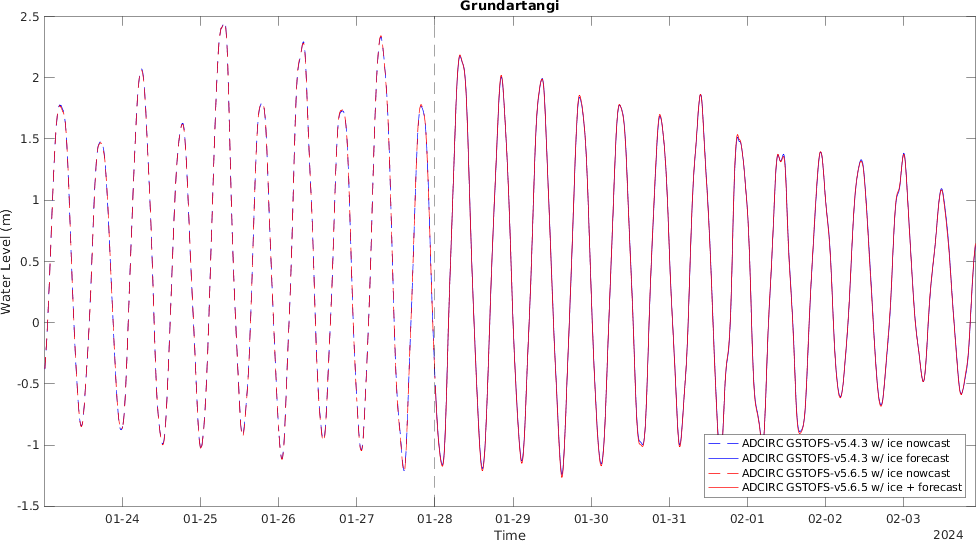 Grundartangi
2.5
2
1.5
1
0.5
0
-0.5
-1
-1.5
Water Level (m)
01-24 01-25 01-26 01-27 01-28 01-29 01-30 01-31 02-01 02-02 02-03
Time
2024
ADCIRC GSTOFS-v5.4.3 w/ ice nowcast
ADCIRC GSTOFS-v5.4.3 w/ ice forecast
ADCIRC GSTOFS-v5.6.5 w/ ice nowcast
ADCIRC GSTOFS-v5.6.5 w/ ice + forecast